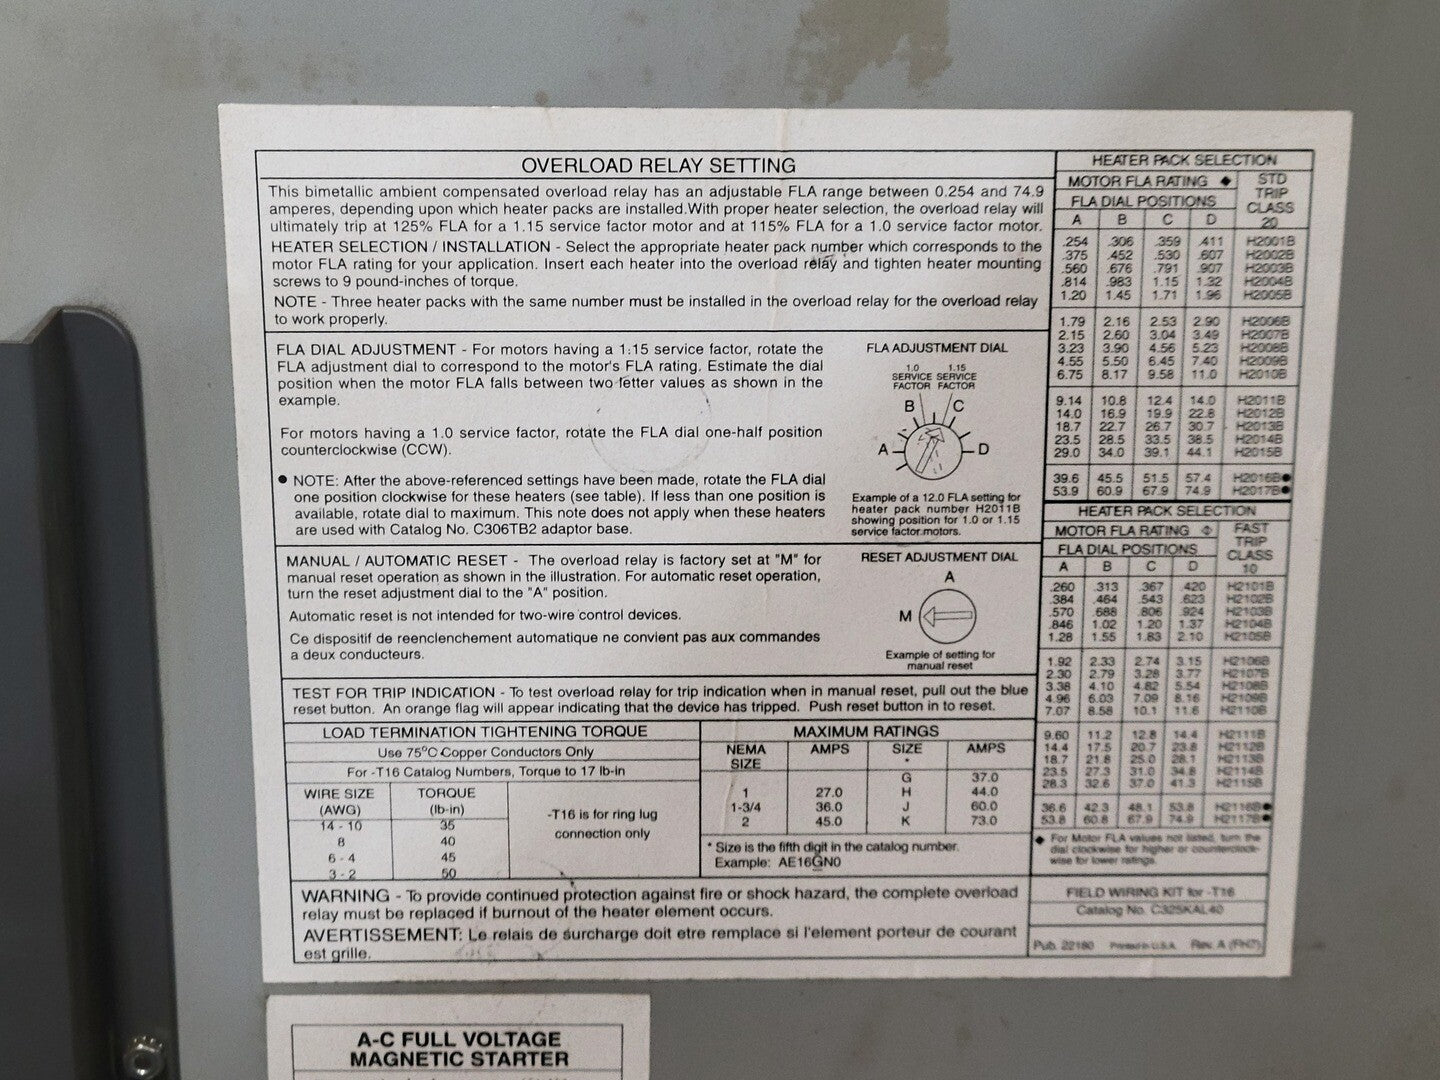 OVERLOAD RELAY SETTING
This bimetallic ambient compensated overload relay has an adjustable FLA range between 0.254 and 74.9
amperes, depending upon which heater packs are installed.With proper heater selection, the overload relay will
ultimately trip at 125% FLA for a 1.15 service factor motor and at 115% FLA for a 1.0 service factor motor.
HEATER SELECTION / INSTALLATION - Select the appropriate heater pack number which corresponds to the
motor FLA rating for your application. Insert each heater into the overload relay and tighten heater mounting
screws to 9 pound-inches of torque.
NOTE - Three heater packs with the same number must be installed in the overload relay for the overload relay
to work properly.
FLA DIAL ADJUSTMENT - For motors having a 1.15 service factor, rotate the
FLA adjustment dial to correspond to the motor's FLA rating. Estimate the dial
position when the motor FLA falls between two letter values as shown in the
example.
For motors having a 1.0 service factor, rotate the FLA dial one-half position
counterclockwise (CCW).
● NOTE: After the above-referenced settings have been made, rotate the FLA dial
one position clockwise for these heaters (see table). If less than one position is
available, rotate dial to maximum. This note does not apply when these heaters
are used with Catalog No. C306TB2 adaptor base.
FLA ADJUSTMENT DIAL
1.0 1.15
SERVICE SERVICE
FACTOR FACTOR
B C
A D
Example of a 12.0 FLA setting for
heater pack number H2011B
showing position for 1.0 or 1.15
service factor motors.
MANUAL / AUTOMATIC RESET - The overload relay is factory set at "M" for
manual reset operation as shown in the illustration. For automatic reset operation,
turn the reset adjustment dial to the "A" position.
Automatic reset is not intended for two-wire control devices.
Ce dispositif de reenclenchement automatique ne convient pas aux commandes
a deux conducteurs.
RESET ADJUSTMENT DIAL
A
M
Example of setting for
manual reset
TEST FOR TRIP INDICATION - To test overload relay for trip indication when in manual reset, pull out the blue
reset button. An orange flag will appear indicating that the device has tripped. Push reset button in to reset.
LOAD TERMINATION TIGHTENING TORQUE
Use 75°C Copper Conductors Only
For -T16 Catalog Numbers, Torque to 17 lb-in
WIRE SIZE TORQUE
(AWG) (lb-in)
14 - 10 35
8 40
6 - 4 45
3 - 2 50
-T16 is for ring lug
connection only
MAXIMUM RATINGS
NEMA AMPS SIZE AMPS
SIZE *
G 37.0
1 27.0 H 44.0
1-3/4 36.0 J 60.0
2 45.0 K 73.0
* Size is the fifth digit in the catalog number.
Example: AE16GN0
WARNING - To provide continued protection against fire or shock hazard, the complete overload
relay must be replaced if burnout of the heater element occurs.
AVERTISSEMENT: Le relais de surcharge doit etre remplace si l'element porteur de courant
est grille.
HEATER PACK SELECTION
MOTOR FLA RATING ◆ STD
FLA DIAL POSITIONS TRIP
A B C D CLASS
20
.254 .306 .359 .411 H2001B
.375 .452 .530 .607 H2002B
.560 .676 .791 .907 H2003B
.814 .983 1.15 1.32 H2004B
1.20 1.45 1.71 1.96 H2005B
1.79 2.16 2.53 2.90 H2006B
2.15 2.60 3.04 3.49 H2007B
3.23 3.90 4.56 5.23 H2008B
4.55 5.50 6.45 7.40 H2009B
6.75 8.17 9.58 11.0 H2010B
9.14 10.8 12.4 14.0 H2011B
14.0 16.9 19.9 22.8 H2012B
18.7 22.7 26.7 30.7 H2013B
23.5 28.5 33.5 38.5 H2014B
29.0 34.0 39.1 44.1 H2015B
39.6 45.5 51.5 57.4 H2016B●
53.9 60.9 67.9 74.9 H2017B●
HEATER PACK SELECTION
MOTOR FLA RATING ◆ FAST
FLA DIAL POSITIONS TRIP
A B C D CLASS
10
.260 .313 .367 .420 H2101B
.384 .464 .543 .623 H2102B
.570 .688 .806 .924 H2103B
.846 1.02 1.20 1.37 H2104B
1.28 1.55 1.83 2.10 H2105B
1.92 2.33 2.74 3.15 H2106B
2.30 2.79 3.28 3.77 H2107B
3.38 4.10 4.82 5.54 H2108B
4.96 6.03 7.09 8.16 H2109B
7.07 8.58 10.1 11.6 H2110B
9.60 11.2 12.8 14.4 H2111B
14.4 17.5 20.7 23.8 H2112B
18.7 21.8 25.0 28.1 H2113B
23.5 27.3 31.0 34.8 H2114B
28.3 32.6 37.0 41.3 H2115B
36.6 42.3 48.1 53.8 H2116B●
53.8 60.8 67.9 74.9 H2117B●
◆ For Motor FLA values not listed, turn the
dial clockwise for higher or counterclock-
wise for lower ratings.
FIELD WIRING KIT for -T16
Catalog No. C325KAL40
Pub. 22180 Printed in U.S.A. Rev. A
A-C FULL VOLTAGE
MAGNETIC STARTER